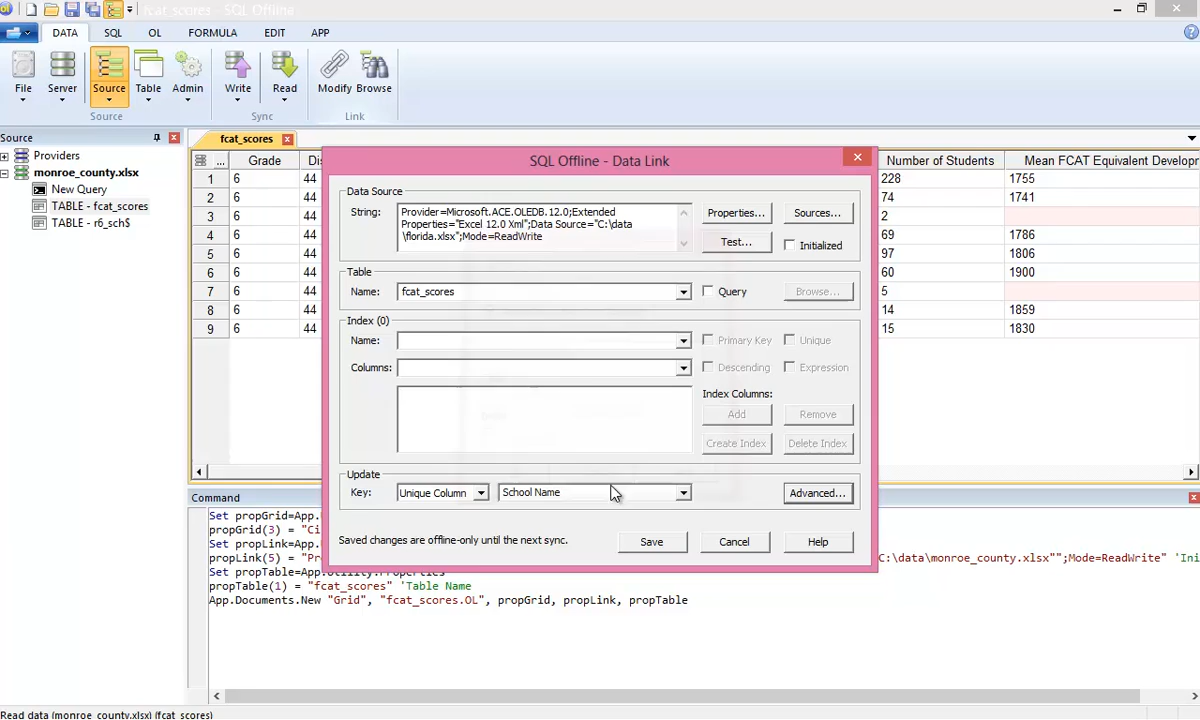 fcat_scores - SQL Offline
DATA SQL OL FORMULA EDIT APP
File Server Source Table Admin Write Read Modify Browse
Source Sync Link
Source
Providers
monroe_county.xlsx
New Query
TABLE - fcat_scores
TABLE - r6_sch$
fcat_scores
... Grade Dis Number of Students Mean FCAT Equivalent Develop
1 6 44 228 1755
2 6 44 74 1741
3 6 44 2
4 6 44 69 1786
5 6 44 97 1806
6 6 44 60 1900
7 6 44 5
8 6 44 14 1859
9 6 44 15 1830
SQL Offline - Data Link
Data Source
String: Provider=Microsoft.ACE.OLEDB.12.0;Extended
Properties="Excel 12.0 Xml";Data Source="C:\data
\florida.xlsx";Mode=ReadWrite
Properties... Sources...
Test... Initialized
Table
Name: fcat_scores Query Browse...
Index (0)
Name: Primary Key Unique
Columns: Descending Expression
Index Columns:
Add Remove
Create Index Delete Index
Update
Key: Unique Column School Name Advanced...
Saved changes are offline-only until the next sync. Save Cancel Help
Command
Set propGrid=App.
propGrid(3) = "Ci
Set propLink=App.
propLink(5) = "Pr C:\data\monroe_county.xlsx"";Mode=ReadWrite" 'Ini
Set propTable=App.Utility.Properties
propTable(1) = "fcat_scores" 'Table Name
App.Documents.New "Grid", "fcat_scores.OL", propGrid, propLink, propTable
Read data (monroe_county.xlsx) (fcat_scores)